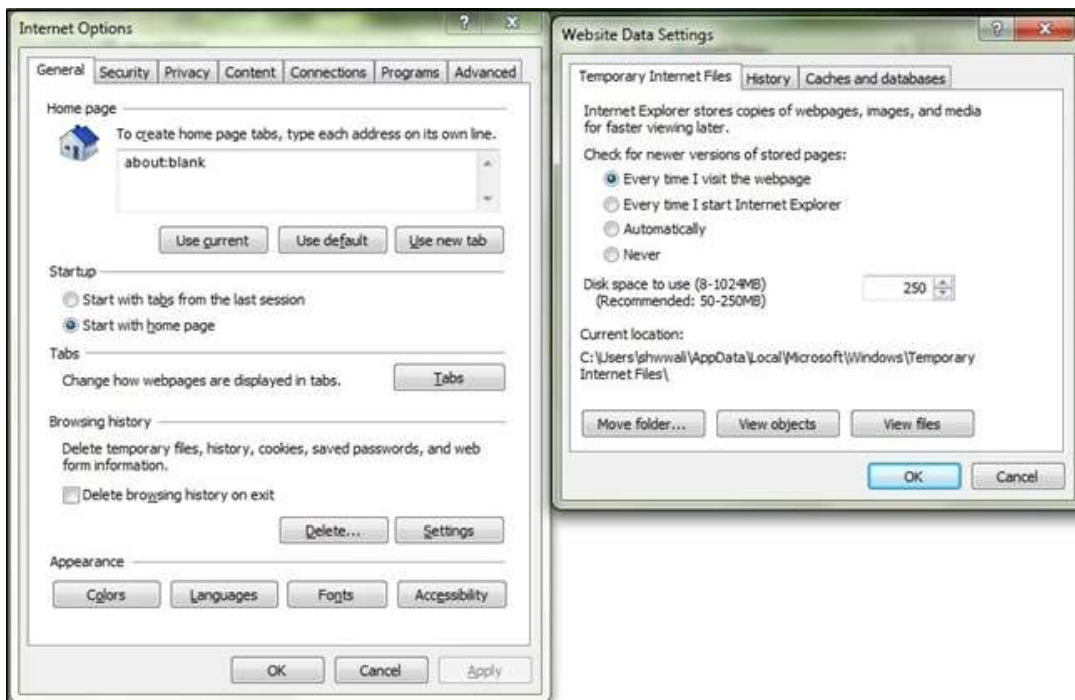 Internet Options
General Security Privacy Content Connections Programs Advanced
Home page
To create home page tabs, type each address on its own line.
about:blank
Use current Use default Use new tab
Startup
Start with tabs from the last session
Start with home page
Tabs
Change how webpages are displayed in tabs. Tabs
Browsing history
Delete temporary files, history, cookies, saved passwords, and web
form information.
Delete browsing history on exit
Delete... Settings
Appearance
Colors Languages Fonts Accessibility
OK Cancel Apply
Website Data Settings
Temporary Internet Files History Caches and databases
Internet Explorer stores copies of webpages, images, and media
for faster viewing later.
Check for newer versions of stored pages:
Every time I visit the webpage
Every time I start Internet Explorer
Automatically
Never
Disk space to use (8-1024MB) 250
(Recommended: 50-250MB)
Current location:
C:\Users\shwwali\AppData\Local\Microsoft\Windows\Temporary
Internet Files\
Move folder... View objects View files
OK Cancel